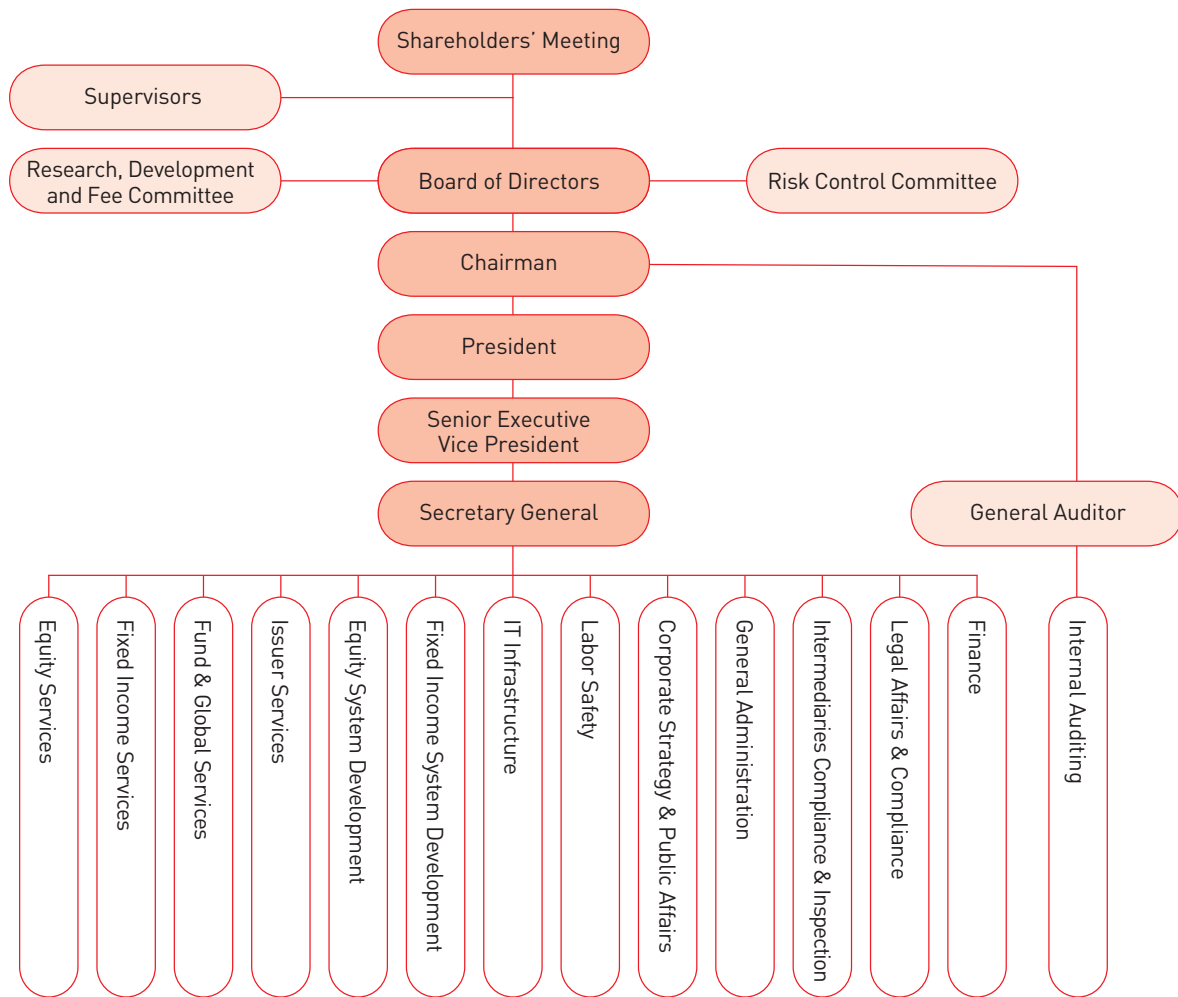 Shareholders’ Meeting
Supervisors
Research, Development
and Fee Committee
Board of Directors
Risk Control Committee
Chairman
President
Senior Executive
Vice President
Secretary General
General Auditor
Equity Services
Fixed Income Services
Fund & Global Services
Issuer Services
Equity System Development
Fixed Income System Development
IT Infrastructure
Labor Safety
Corporate Strategy & Public Affairs
General Administration
Intermediaries Compliance & Inspection
Legal Affairs & Compliance
Finance
Internal Auditing